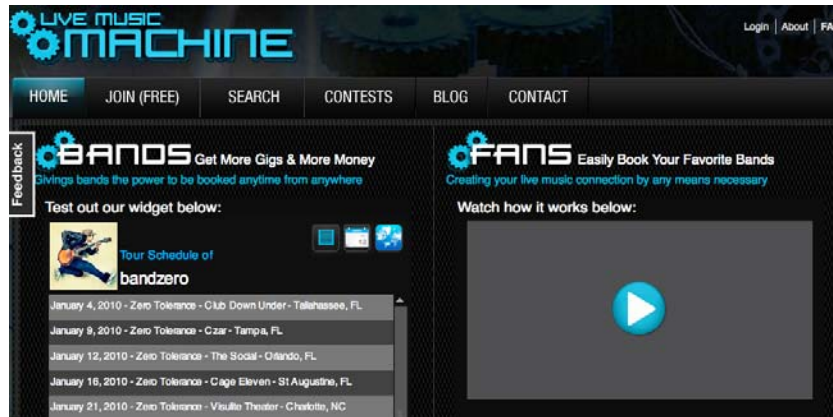 LIVE MUSIC
MACHINE
Login | About | FA
HOME JOIN (FREE) SEARCH CONTESTS BLOG CONTACT
Feedback
BANDS Get More Gigs & More Money
Givings bands the power to be booked anytime from anywhere
Test out our widget below:
Tour Schedule of
bandzero
January 4, 2010 - Zero Tolerance - Club Down Under - Tallahassee, FL
January 9, 2010 - Zero Tolerance - Czar - Tampa, FL
January 12, 2010 - Zero Tolerance - The Social - Orlando, FL
January 16, 2010 - Zero Tolerance - Cage Eleven - St Augustine, FL
January 21, 2010 - Zero Tolerance - Visulite Theater - Charlotte, NC
FANS Easily Book Your Favorite Bands
Creating your live music connection by any means necessary
Watch how it works below: